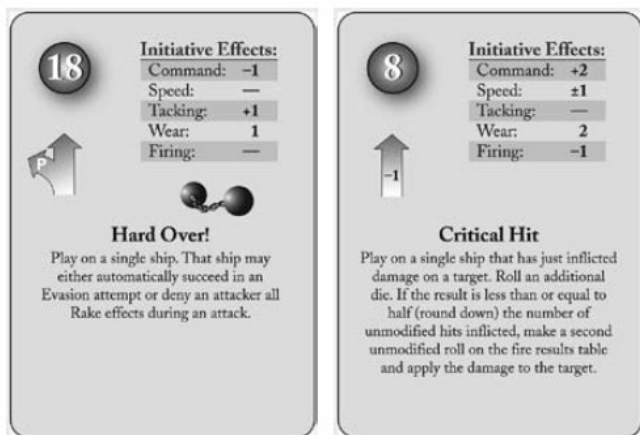 18
Initiative Effects:
Command: –1
Speed: —
Tacking: +1
Wear: 1
Firing: —
P
Hard Over!
Play on a single ship. That ship may
either automatically succeed in an
Evasion attempt or deny an attacker all
Rake effects during an attack.
8
Initiative Effects:
Command: +2
Speed: ±1
Tacking: —
Wear: 2
Firing: –1
–1
Critical Hit
Play on a single ship that has just inflicted
damage on a target. Roll an additional
die. If the result is less than or equal to
half (round down) the number of
unmodified hits inflicted, make a second
unmodified roll on the fire results table
and apply the damage to the target.